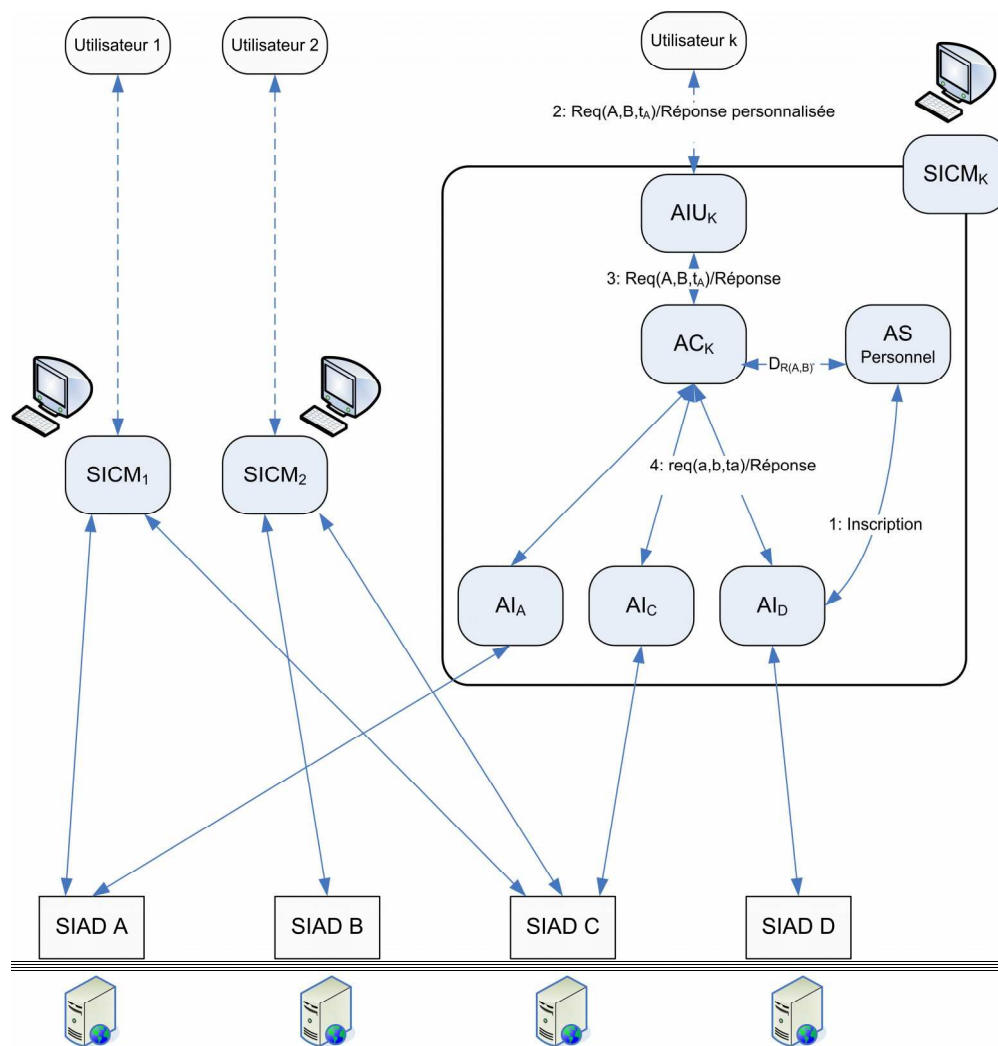 Utilisateur 1
Utilisateur 2
Utilisateur k
2: Req(A,B,tA)/Réponse personnalisée
SICMK
AIUK
3: Req(A,B,tA)/Réponse
ACK
AS
Personnel
DR(A,B)'
SICM1
SICM2
4: req(a,b,ta)/Réponse
1: Inscription
AIA
AIC
AID
SIAD A
SIAD B
SIAD C
SIAD D